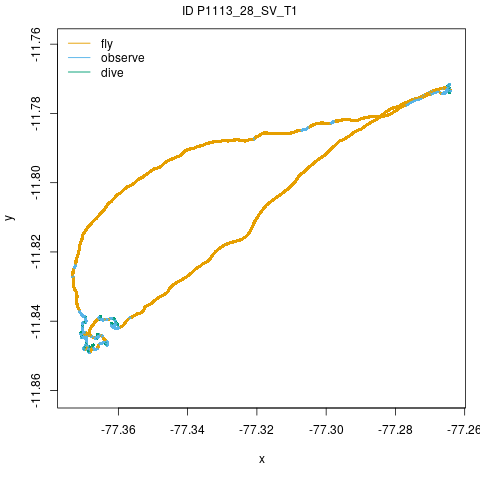 ID P1113_28_SV_T1
fly
observe
dive
y
-11.76
-11.78
-11.80
-11.82
-11.84
-11.86
-77.36
-77.34
-77.32
-77.30
-77.28
-77.26
x